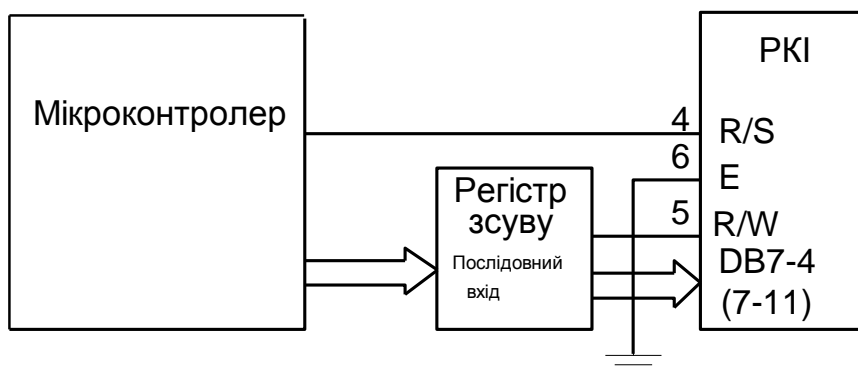 РКІ
Мікроконтролер
4
R/S
6
E
Регістр
зсуву
5
R/W
Послідовний
вхід
DB7-4
(7-11)